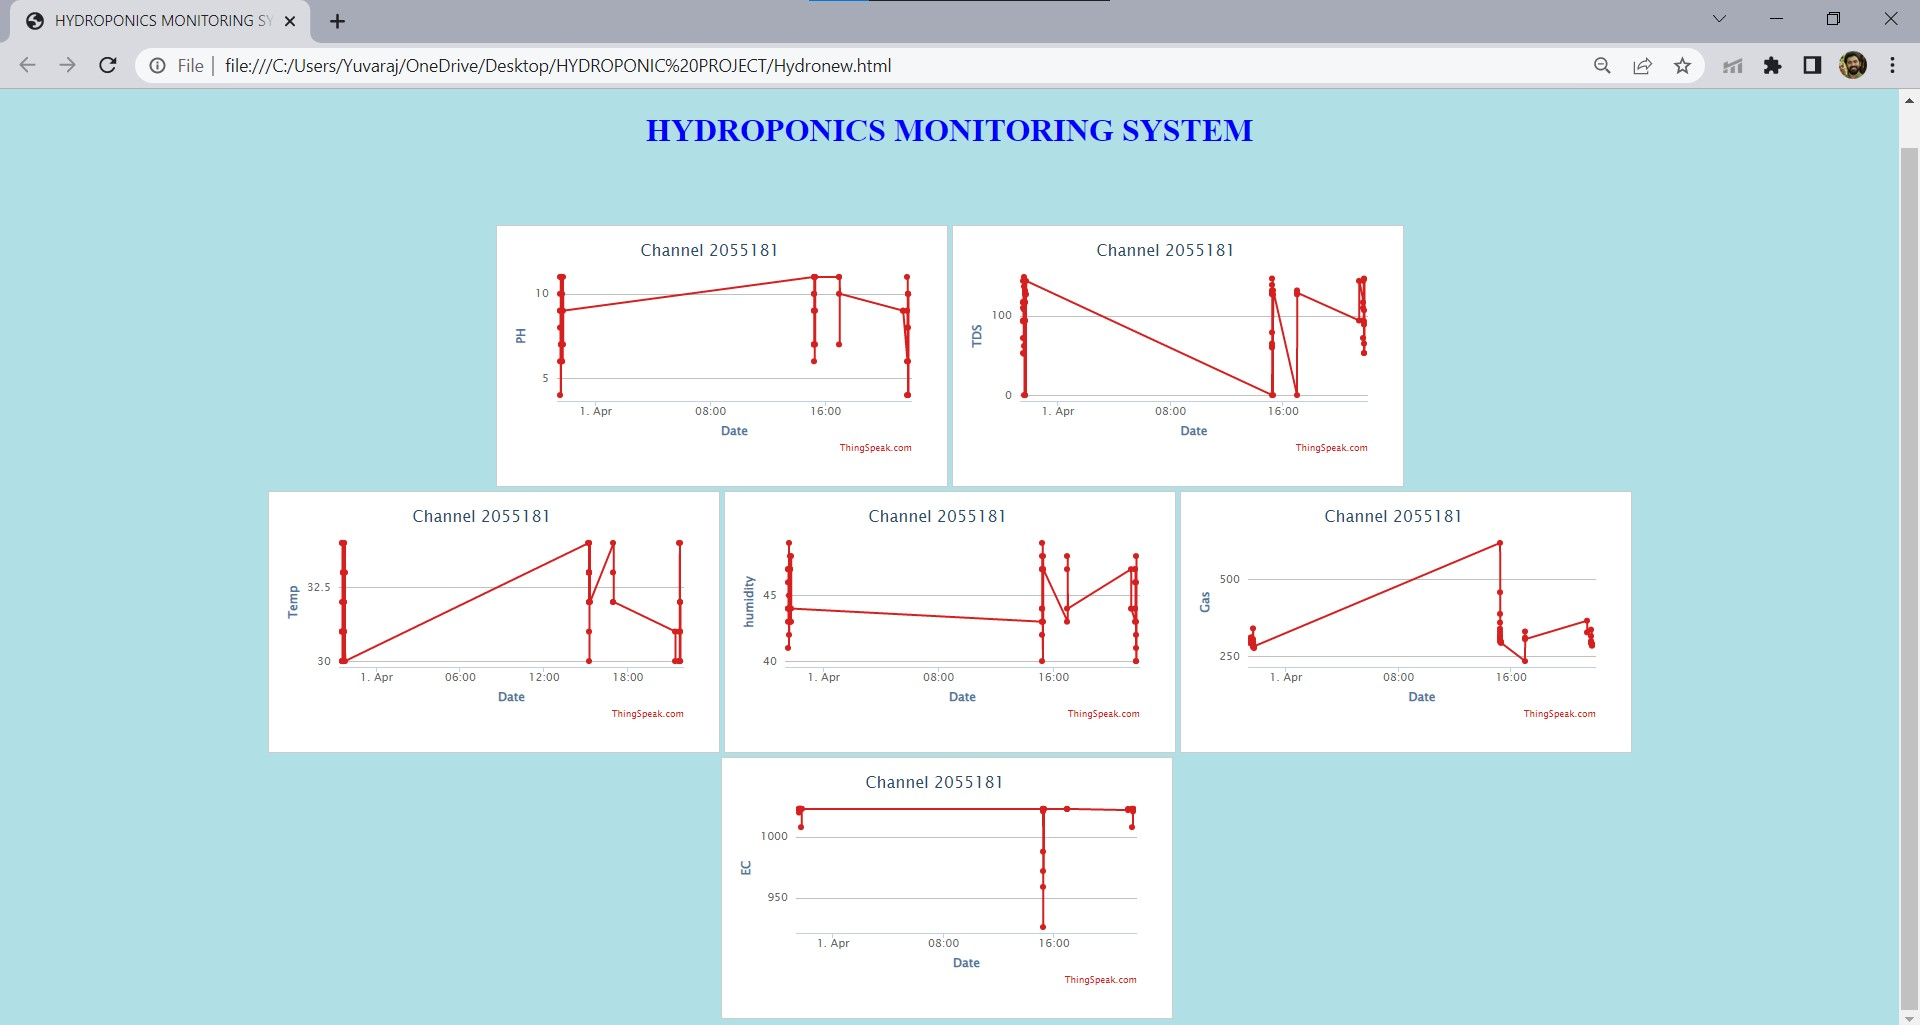 HYDROPONICS MONITORING SY
File
file:///C:/Users/Yuvaraj/OneDrive/Desktop/HYDROPONIC%20PROJECT/Hydronew.html
HYDROPONICS MONITORING SYSTEM
Channel 2055181
PH
10
5
1. Apr 08:00 16:00
Date
ThingSpeak.com
Channel 2055181
TDS
100
0
1. Apr 08:00 16:00
Date
ThingSpeak.com
Channel 2055181
Temp
32.5
30
1. Apr 06:00 12:00 18:00
Date
ThingSpeak.com
Channel 2055181
humidity
45
40
1. Apr 08:00 16:00
Date
ThingSpeak.com
Channel 2055181
Gas
500
250
1. Apr 08:00 16:00
Date
ThingSpeak.com
Channel 2055181
EC
1000
950
1. Apr 08:00 16:00
Date
ThingSpeak.com